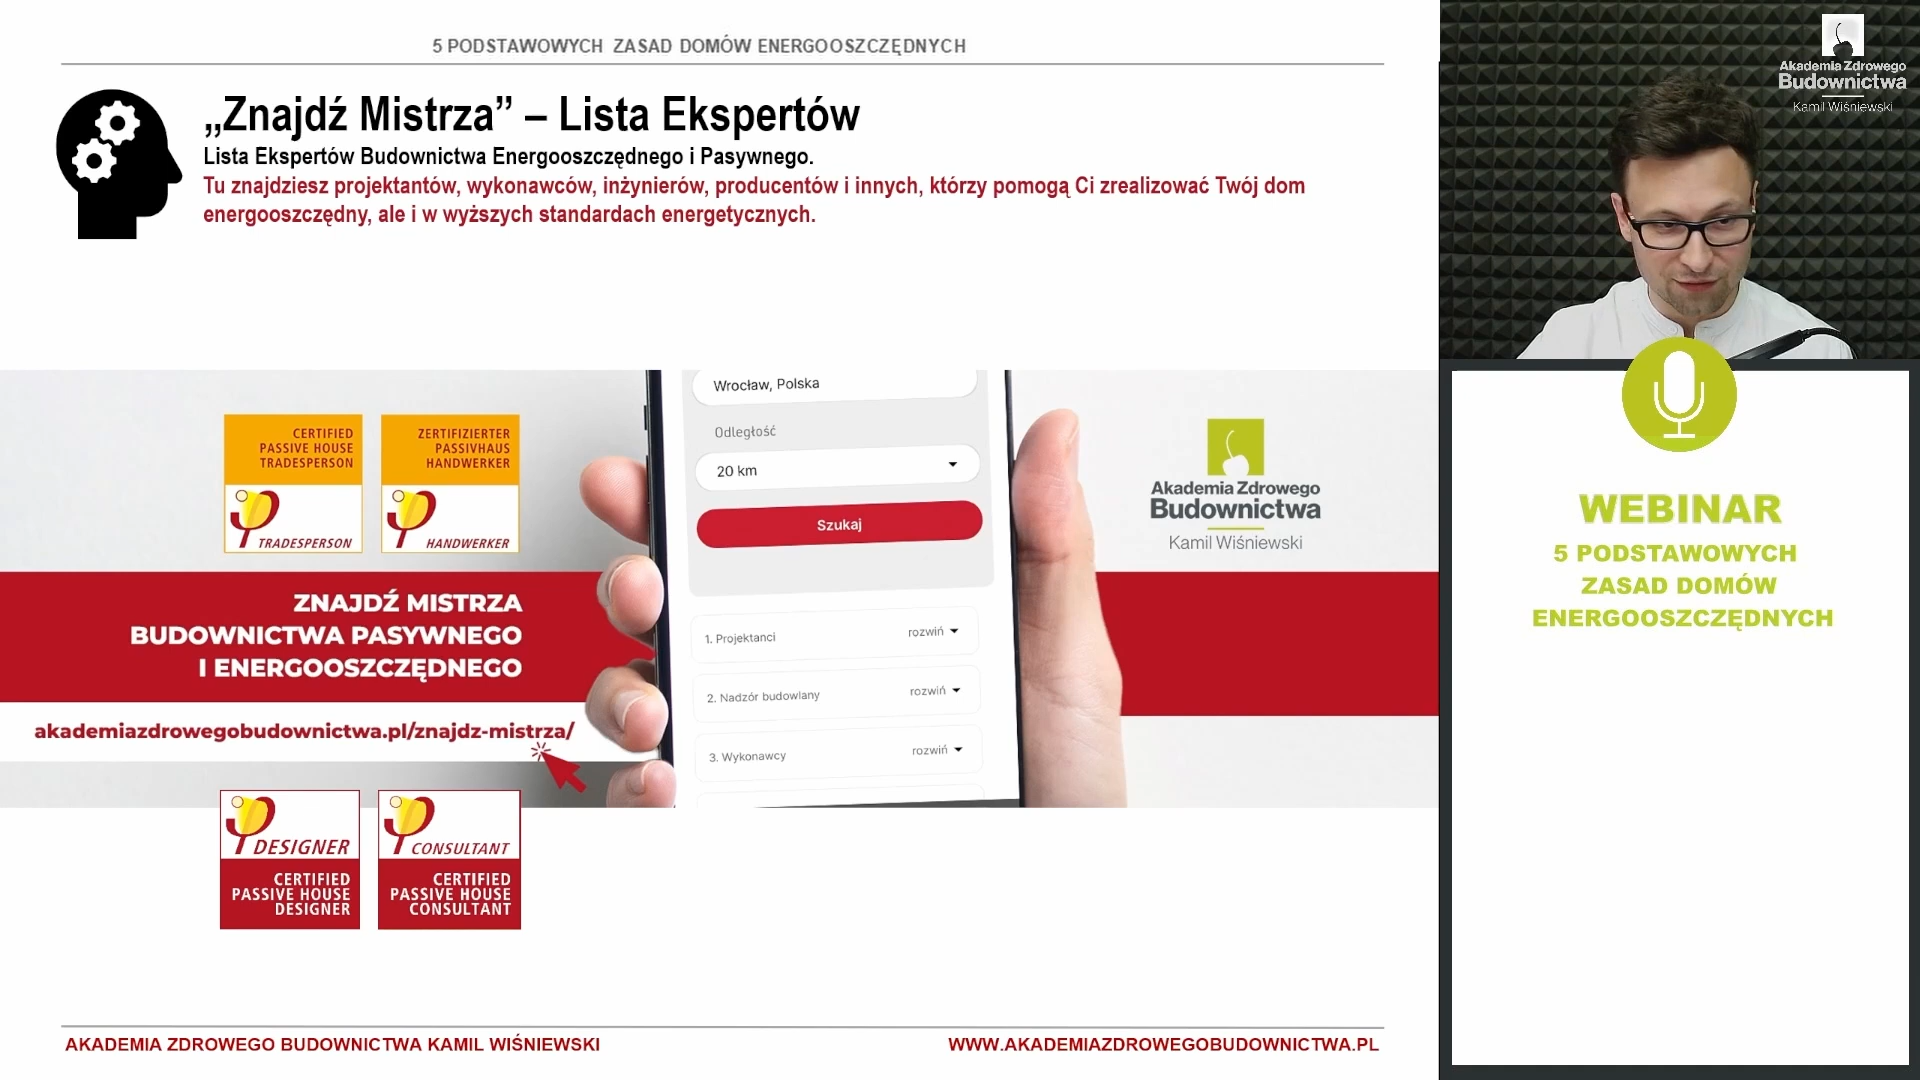 5 PODSTAWOWYCH ZASAD DOMÓW ENERGOOSZCZĘDNYCH
„Znajdź Mistrza” – Lista Ekspertów
Lista Ekspertów Budownictwa Energooszczędnego i Pasywnego.
Tu znajdziesz projektantów, wykonawców, inżynierów, producentów i innych, którzy pomogą Ci zrealizować Twój dom
energooszczędny, ale i w wyższych standardach energetycznych.
CERTIFIED
PASSIVE HOUSE
TRADESPERSON
TRADESPERSON
ZERTIFIZIERTER
PASSIVHAUS
HANDWERKER
HANDWERKER
ZNAJDŹ MISTRZA
BUDOWNICTWA PASYWNEGO
I ENERGOOSZCZĘDNEGO
akademiazdrowegobudownictwa.pl/znajdz-mistrza/
DESIGNER
CERTIFIED
PASSIVE HOUSE
DESIGNER
CONSULTANT
CERTIFIED
PASSIVE HOUSE
CONSULTANT
Wrocław, Polska
Odległość
20 km
Szukaj
1. Projektanci rozwiń
2. Nadzór budowlany rozwiń
3. Wykonawcy rozwiń
Akademia Zdrowego
Budownictwa
Kamil Wiśniewski
AKADEMIA ZDROWEGO BUDOWNICTWA KAMIL WIŚNIEWSKI
WWW.AKADEMIAZDROWEGOBUDOWNICTWA.PL
Akademia Zdrowego
Budownictwa
Kamil Wiśniewski
WEBINAR
5 PODSTAWOWYCH
ZASAD DOMÓW
ENERGOOSZCZĘDNYCH